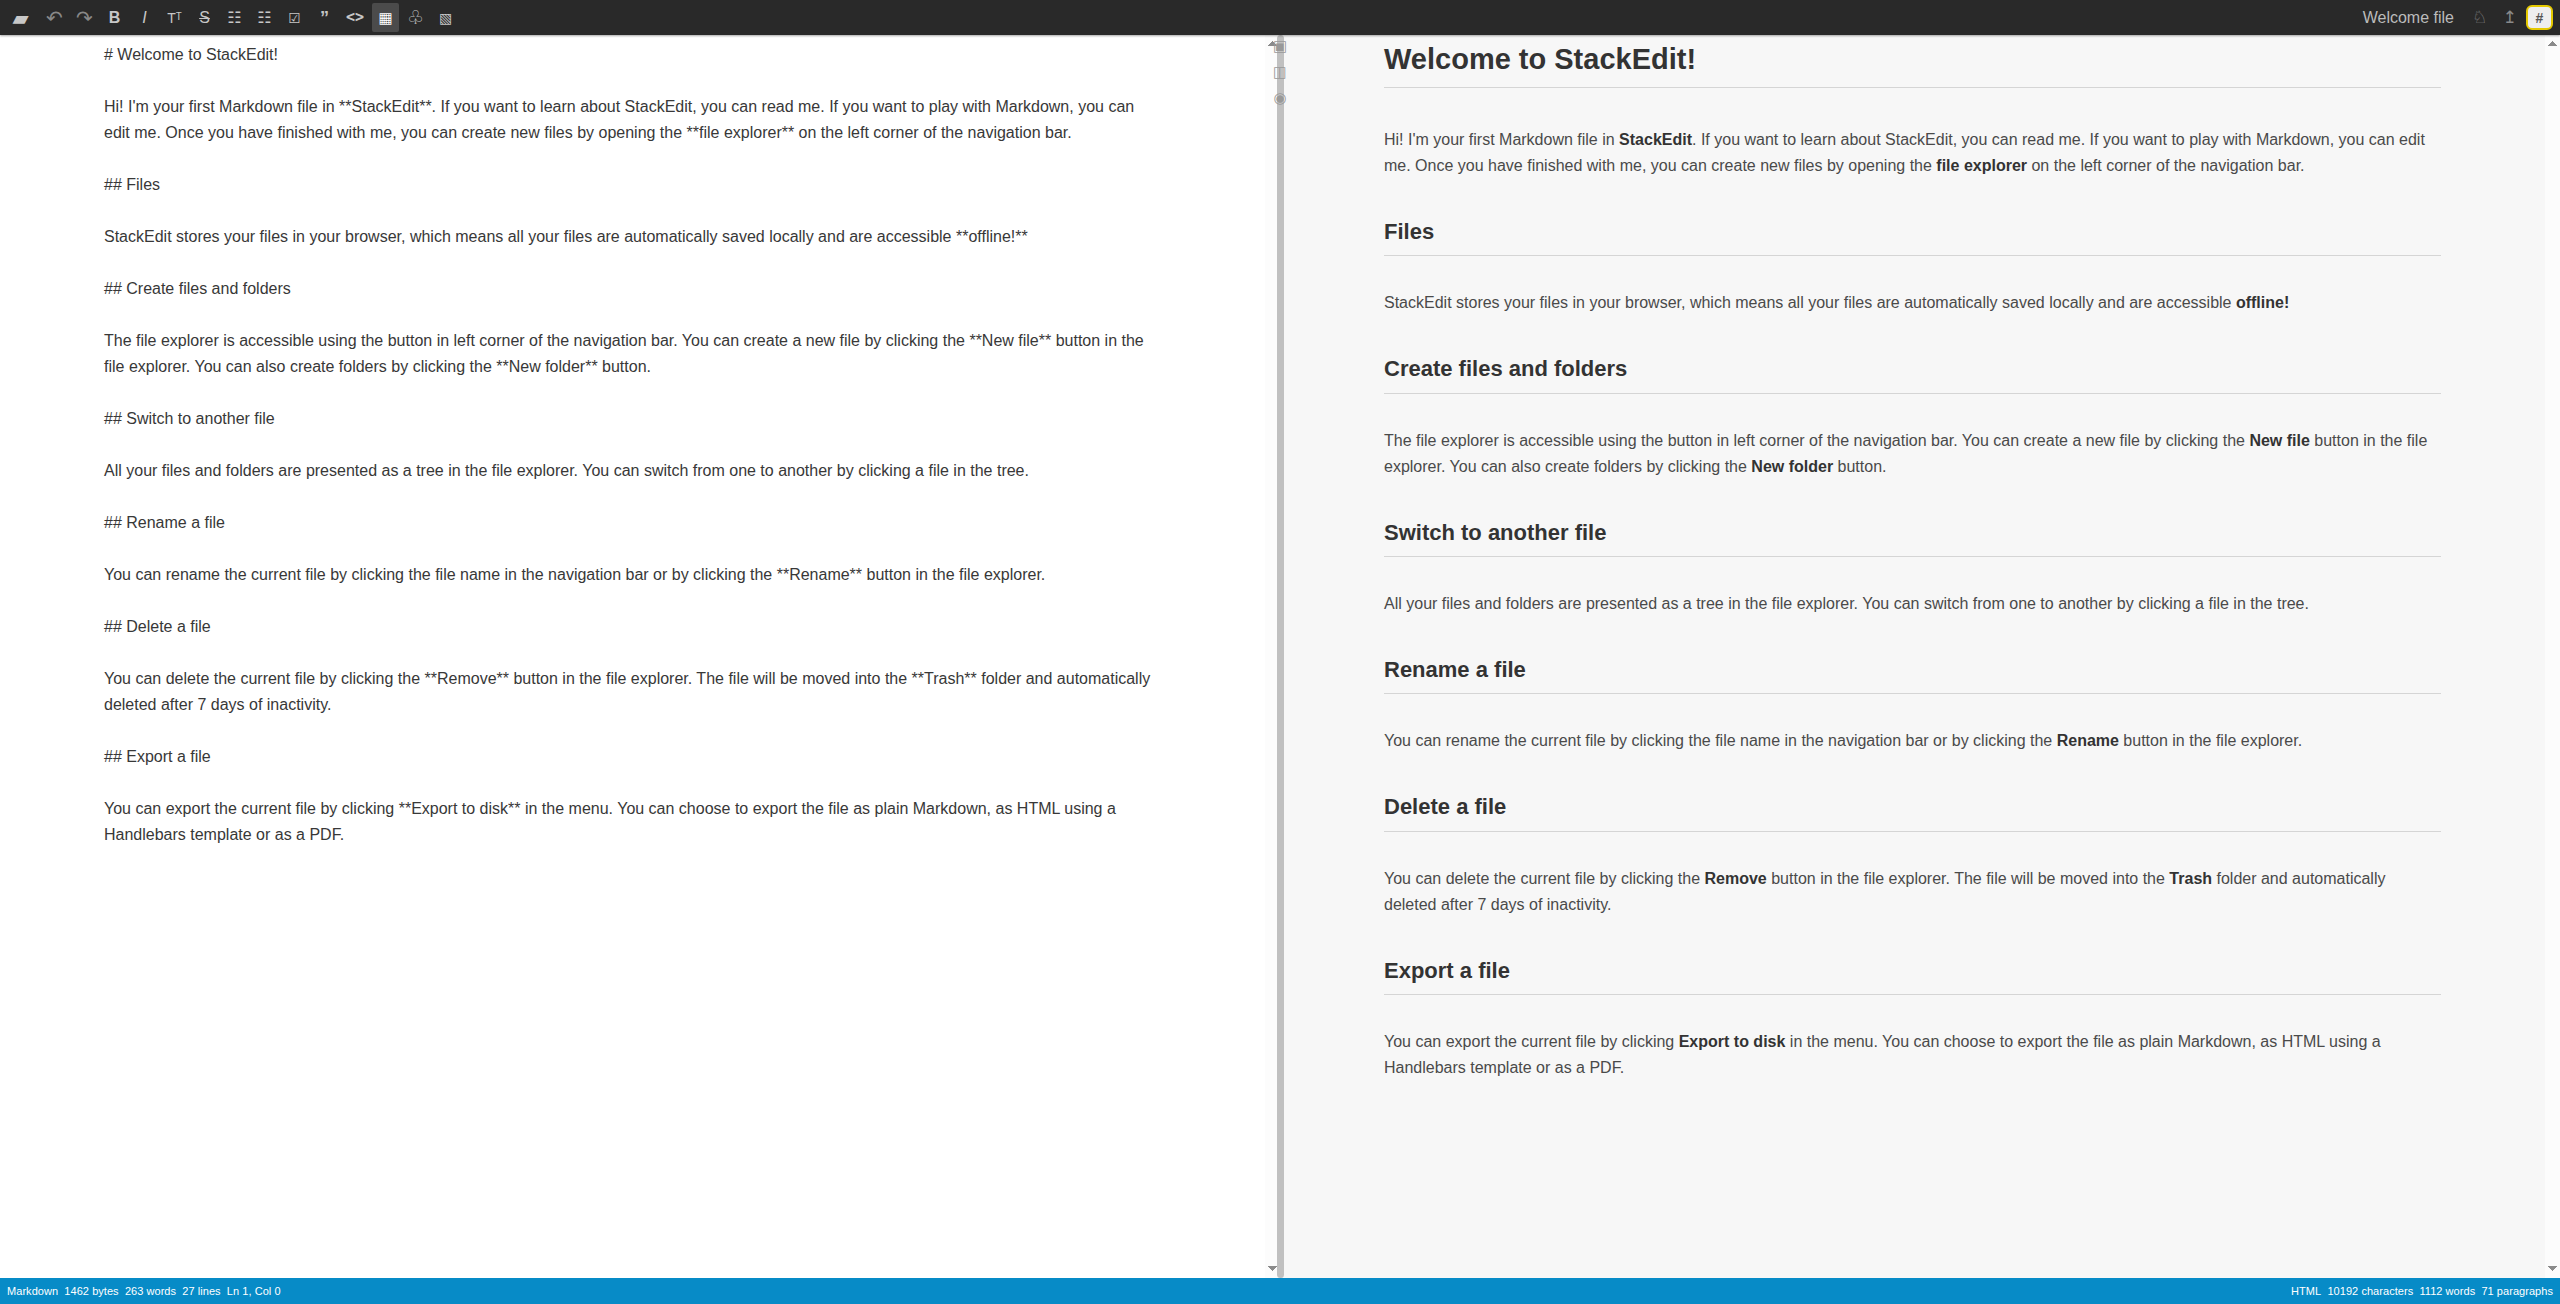 B I TT S ” <> Welcome file #
# Welcome to StackEdit!
Hi! I'm your first Markdown file in **StackEdit**. If you want to learn about StackEdit, you can read me. If you want to play with Markdown, you can
edit me. Once you have finished with me, you can create new files by opening the **file explorer** on the left corner of the navigation bar.
## Files
StackEdit stores your files in your browser, which means all your files are automatically saved locally and are accessible **offline!**
## Create files and folders
The file explorer is accessible using the button in left corner of the navigation bar. You can create a new file by clicking the **New file** button in the
file explorer. You can also create folders by clicking the **New folder** button.
## Switch to another file
All your files and folders are presented as a tree in the file explorer. You can switch from one to another by clicking a file in the tree.
## Rename a file
You can rename the current file by clicking the file name in the navigation bar or by clicking the **Rename** button in the file explorer.
## Delete a file
You can delete the current file by clicking the **Remove** button in the file explorer. The file will be moved into the **Trash** folder and automatically
deleted after 7 days of inactivity.
## Export a file
You can export the current file by clicking **Export to disk** in the menu. You can choose to export the file as plain Markdown, as HTML using a
Handlebars template or as a PDF.
Welcome to StackEdit!
Hi! I'm your first Markdown file in StackEdit. If you want to learn about StackEdit, you can read me. If you want to play with Markdown, you can edit
me. Once you have finished with me, you can create new files by opening the file explorer on the left corner of the navigation bar.
Files
StackEdit stores your files in your browser, which means all your files are automatically saved locally and are accessible offline!
Create files and folders
The file explorer is accessible using the button in left corner of the navigation bar. You can create a new file by clicking the New file button in the file
explorer. You can also create folders by clicking the New folder button.
Switch to another file
All your files and folders are presented as a tree in the file explorer. You can switch from one to another by clicking a file in the tree.
Rename a file
You can rename the current file by clicking the file name in the navigation bar or by clicking the Rename button in the file explorer.
Delete a file
You can delete the current file by clicking the Remove button in the file explorer. The file will be moved into the Trash folder and automatically
deleted after 7 days of inactivity.
Export a file
You can export the current file by clicking Export to disk in the menu. You can choose to export the file as plain Markdown, as HTML using a
Handlebars template or as a PDF.
Markdown 1462 bytes 263 words 27 lines Ln 1, Col 0
HTML 10192 characters 1112 words 71 paragraphs